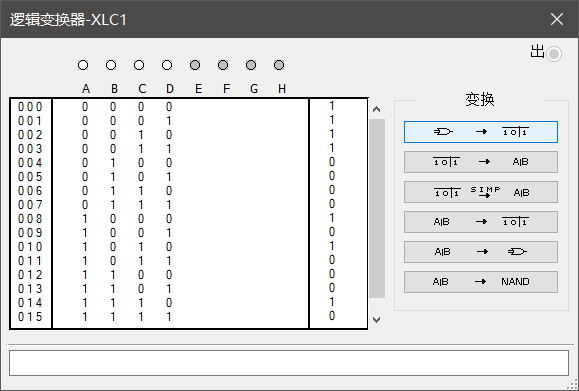 逻辑变换器-XLC1
出
A B C D E F G H
变换
000 0 0 0 0 1
001 0 0 0 1 1
002 0 0 1 0 1
003 0 0 1 1 1
004 0 1 0 0 0
005 0 1 0 1 0
006 0 1 1 0 0
007 0 1 1 1 0
008 1 0 0 0 1
009 1 0 0 1 0
010 1 0 1 0 1
011 1 0 1 1 0
012 1 1 0 0 0
013 1 1 0 1 0
014 1 1 1 0 1
015 1 1 1 1 0
→ 10|1
10|1 → A|B
10|1 SIMP → A|B
A|B → 10|1
A|B →
A|B → NAND